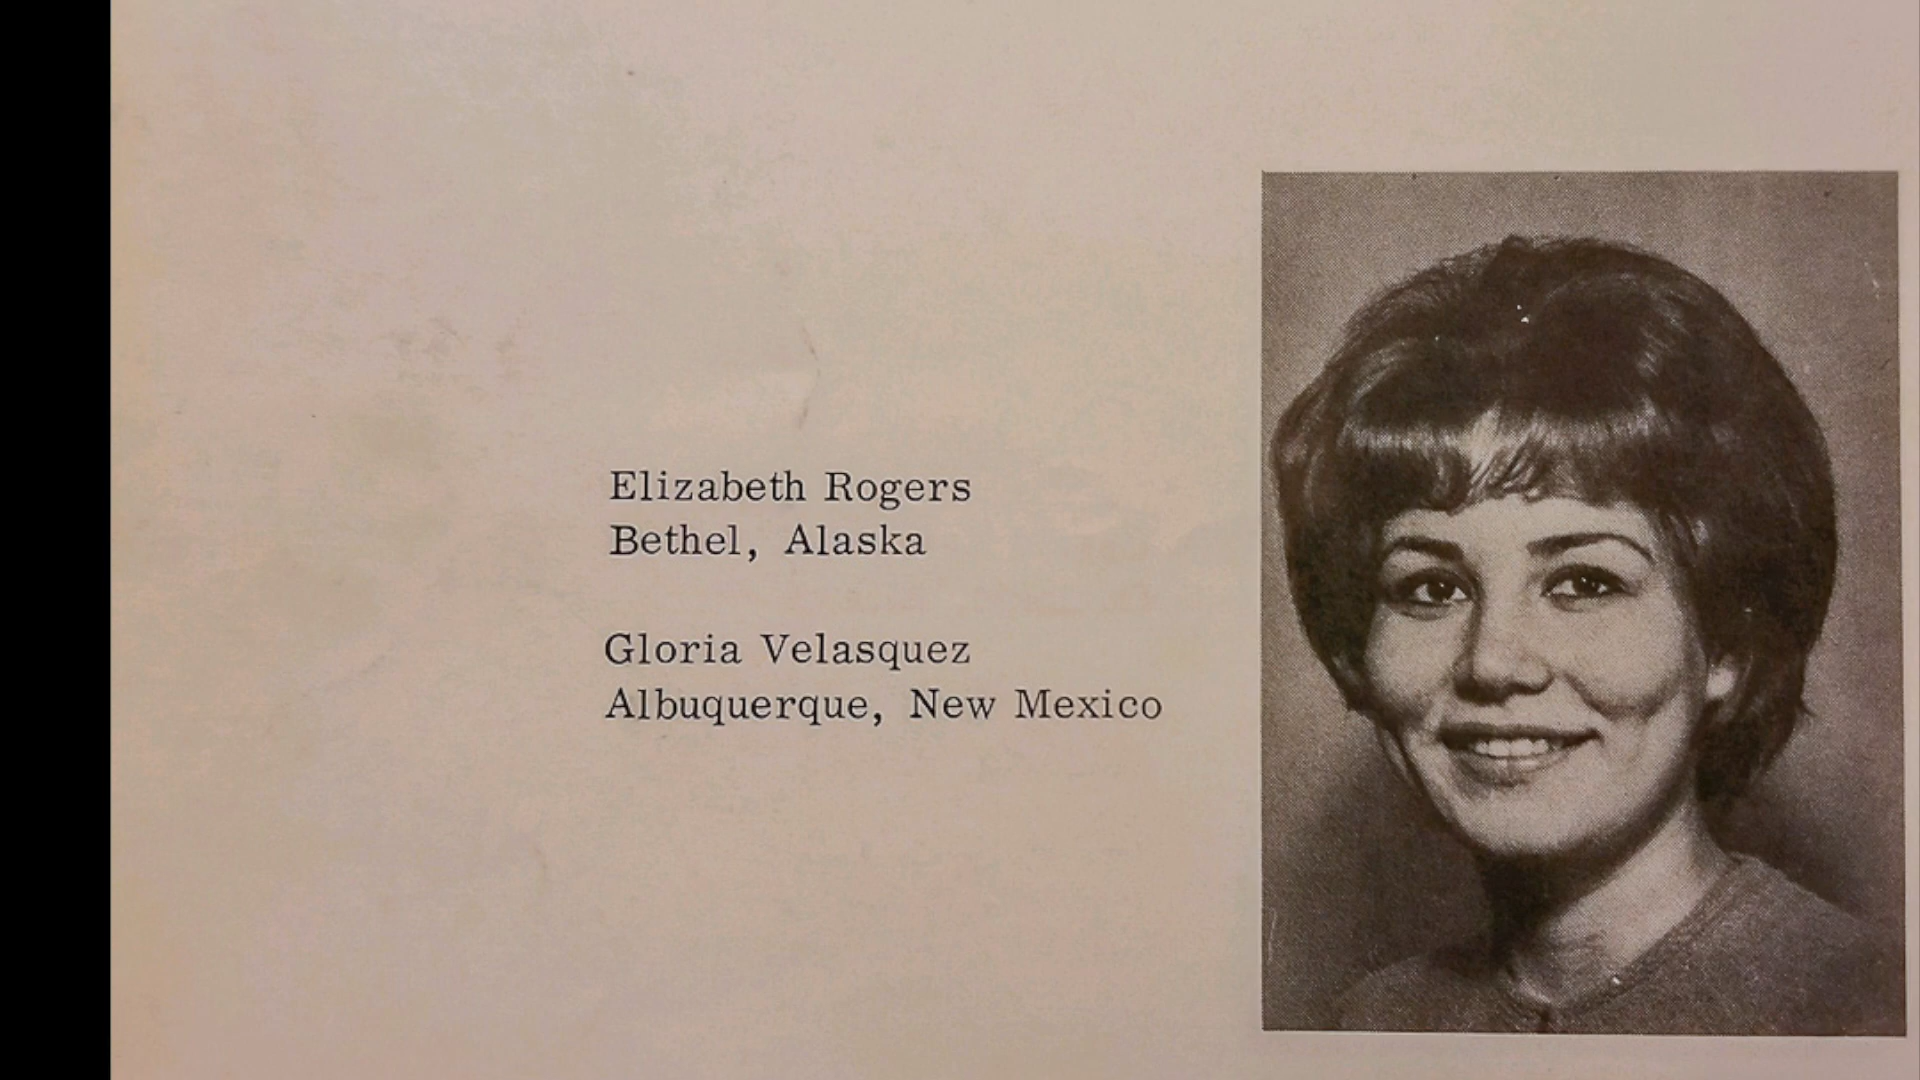 Elizabeth Rogers
Bethel, Alaska
Gloria Velasquez
Albuquerque, New Mexico